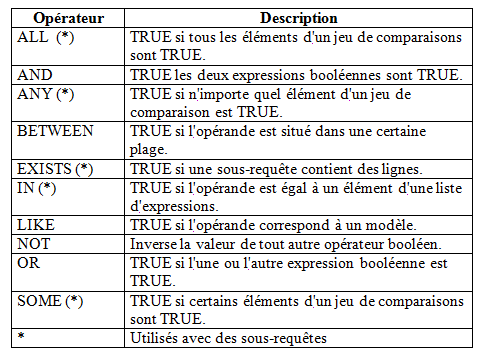 Opérateur Description
ALL (*) TRUE si tous les éléments d'un jeu de comparaisons
sont TRUE.
AND TRUE les deux expressions booléennes sont TRUE.
ANY (*) TRUE si n'importe quel élément d'un jeu de
comparaison est TRUE.
BETWEEN TRUE si l'opérande est situé dans une certaine
plage.
EXISTS (*) TRUE si une sous-requête contient des lignes.
IN (*) TRUE si l'opérande est égal à un élément d'une liste
d'expressions.
LIKE TRUE si l'opérande correspond à un modèle.
NOT Inverse la valeur de tout autre opérateur booléen.
OR TRUE si l'une ou l'autre expression booléenne est
TRUE.
SOME (*) TRUE si certains éléments d'un jeu de comparaisons
sont TRUE.
* Utilisés avec des sous-requêtes